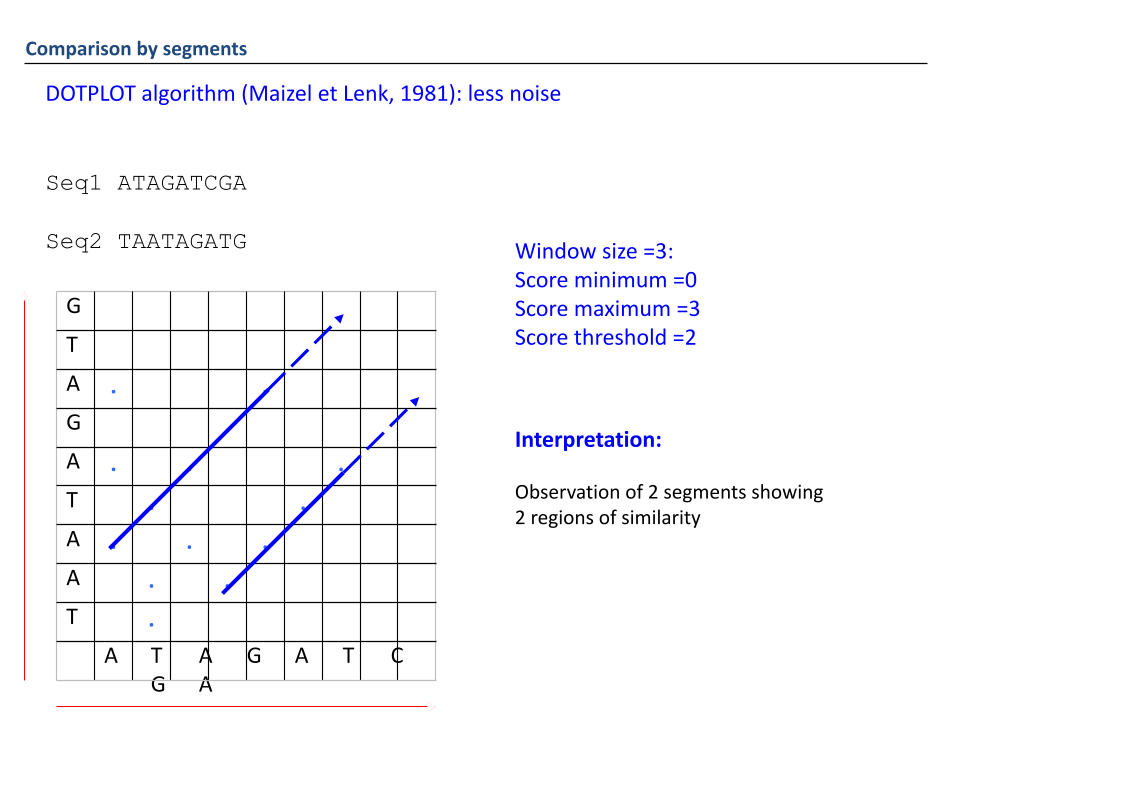 Comparison by segments
DOTPLOT algorithm (Maizel et Lenk, 1981): less noise
Seq1 ATAGATCGA
Seq2 TAATAGATG
Window size =3:
Score minimum =0
Score maximum =3
Score threshold =2
Interpretation:
Observation of 2 segments showing
2 regions of similarity
G
T
A
G
A
T
A
A
T
A T A G A T C
G A